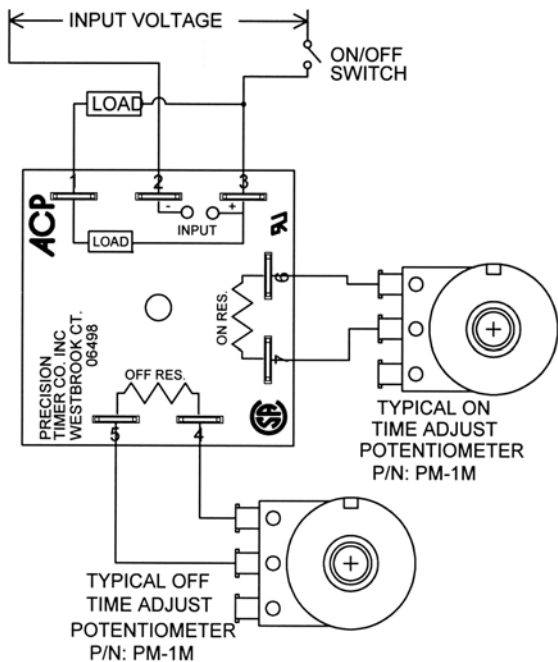 INPUT VOLTAGE
ON/OFF
SWITCH
LOAD
1
2
3
- +
INPUT
LOAD
ACP
6
ON RES.
7
OFF RES.
5
4
PRECISION
TIMER CO. INC
WESTBROOK CT.
06498
TYPICAL ON
TIME ADJUST
POTENTIOMETER
P/N: PM-1M
TYPICAL OFF
TIME ADJUST
POTENTIOMETER
P/N: PM-1M